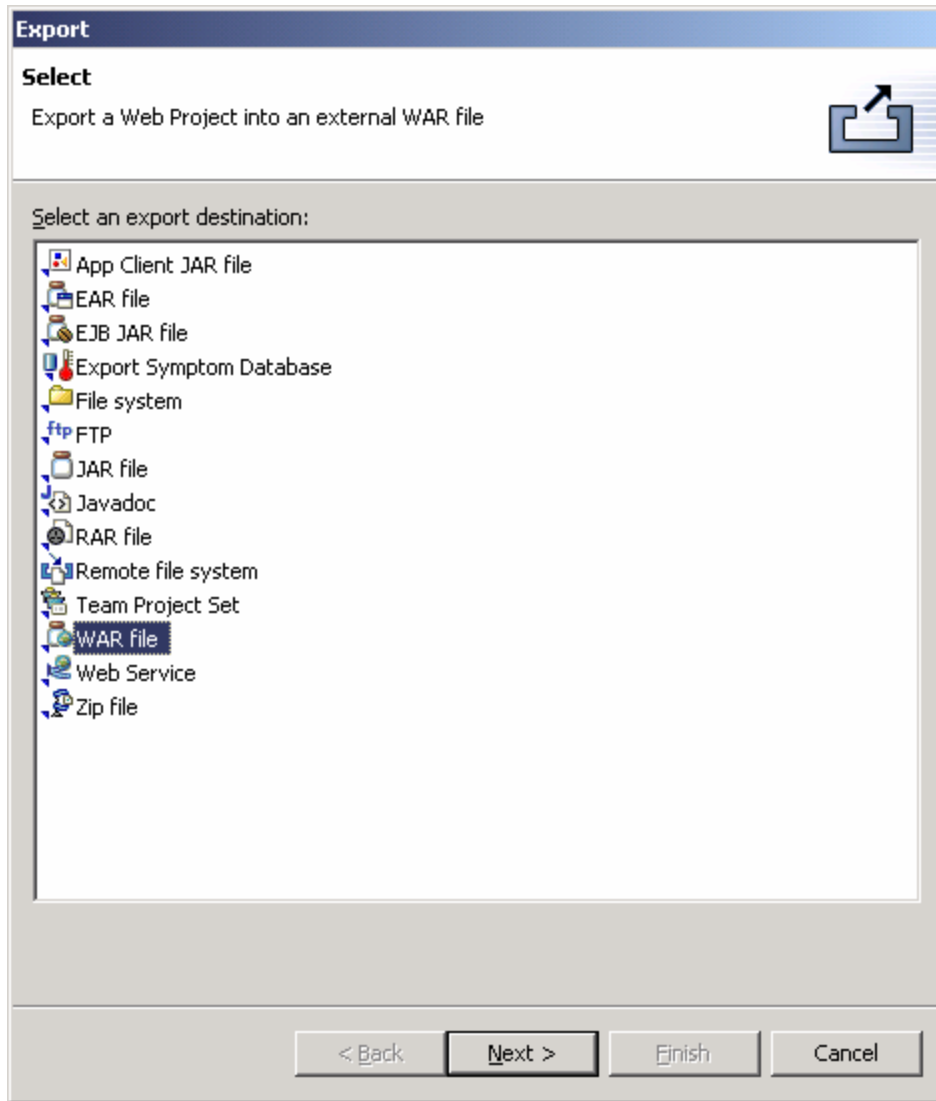 Export
Select
Export a Web Project into an external WAR file
Select an export destination:
App Client JAR file
EAR file
EJB JAR file
Export Symptom Database
File system
ftp FTP
JAR file
Javadoc
RAR file
Remote file system
Team Project Set
WAR file
Web Service
Zip file
< Back Next > Finish Cancel